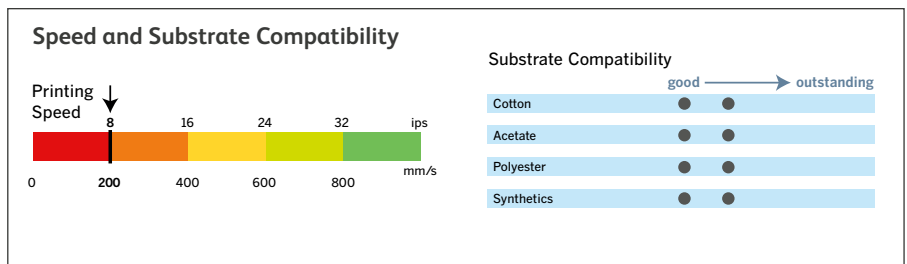 Speed and Substrate Compatibility
Printing
Speed
8 16 24 32 ips
0 200 400 600 800 mm/s
Substrate Compatibility
good outstanding
Cotton
Acetate
Polyester
Synthetics